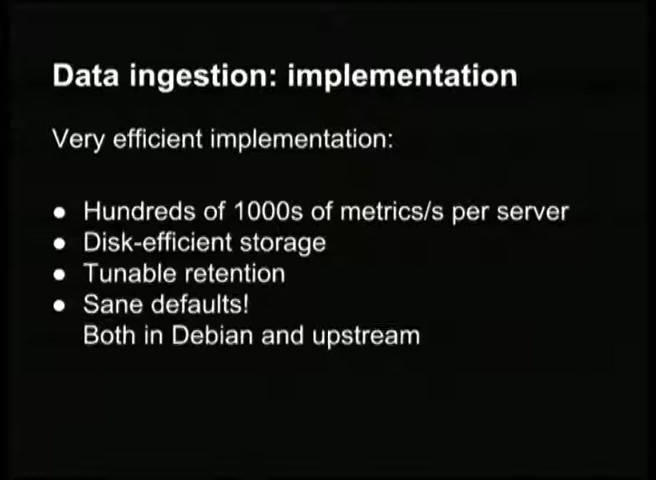 Data ingestion: implementation
Very efficient implementation:
● Hundreds of 1000s of metrics/s per server
● Disk-efficient storage
● Tunable retention
● Sane defaults!
Both in Debian and upstream